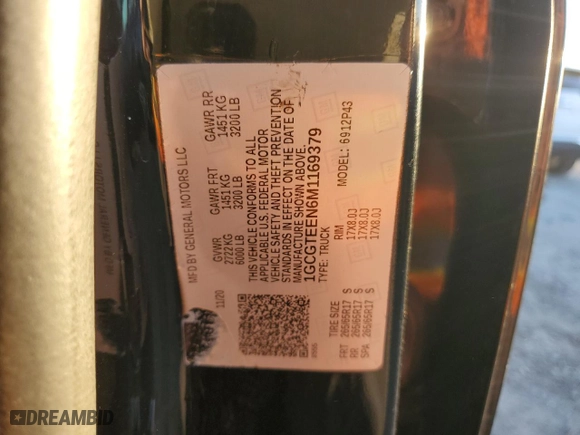 MFD BY GENERAL MOTORS LLC
11/20
GVWR GAWR FRT GAWR RR
2722 KG 1451 KG 1451 KG
6000 LB 3200 LB 3200 LB
THIS VEHICLE CONFORMS TO ALL
APPLICABLE U.S. FEDERAL MOTOR
VEHICLE SAFETY AND THEFT PREVENTION
STANDARDS IN EFFECT ON THE DATE OF
MANUFACTURE SHOWN ABOVE.
1GCGTEEN6M1169379
TYPE: TRUCK MODEL: 6912P43
TIRE SIZE RIM
FRT 265/65R17 S 17X8.0J
RR 265/65R17 S 17X8.0J
SPA 265/65R17 S 17X8.0J
DREAMBID